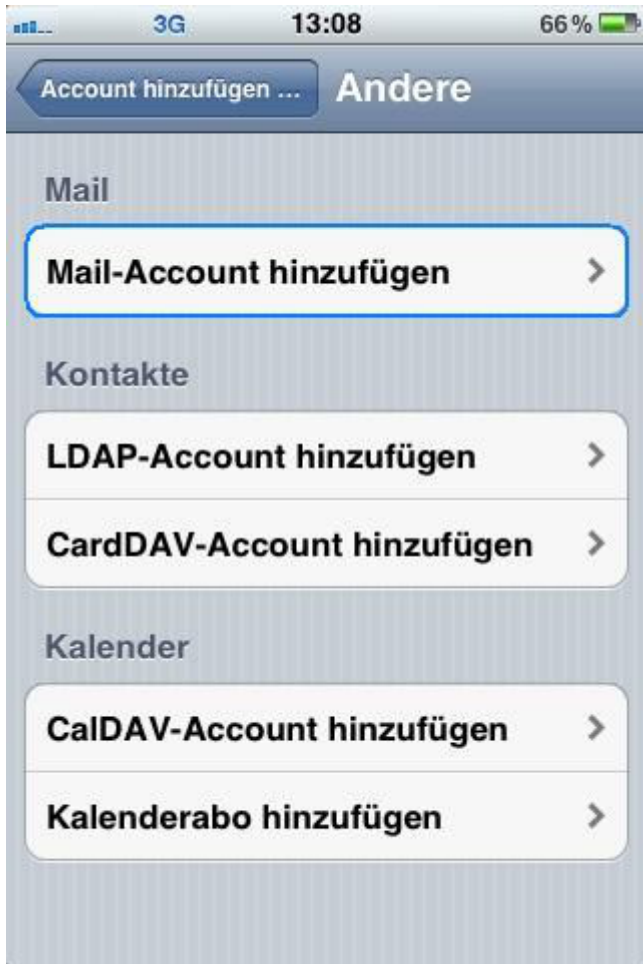 3G 13:08 66 %
Account hinzufügen ... Andere
Mail
Mail-Account hinzufügen
Kontakte
LDAP-Account hinzufügen
CardDAV-Account hinzufügen
Kalender
CalDAV-Account hinzufügen
Kalenderabo hinzufügen